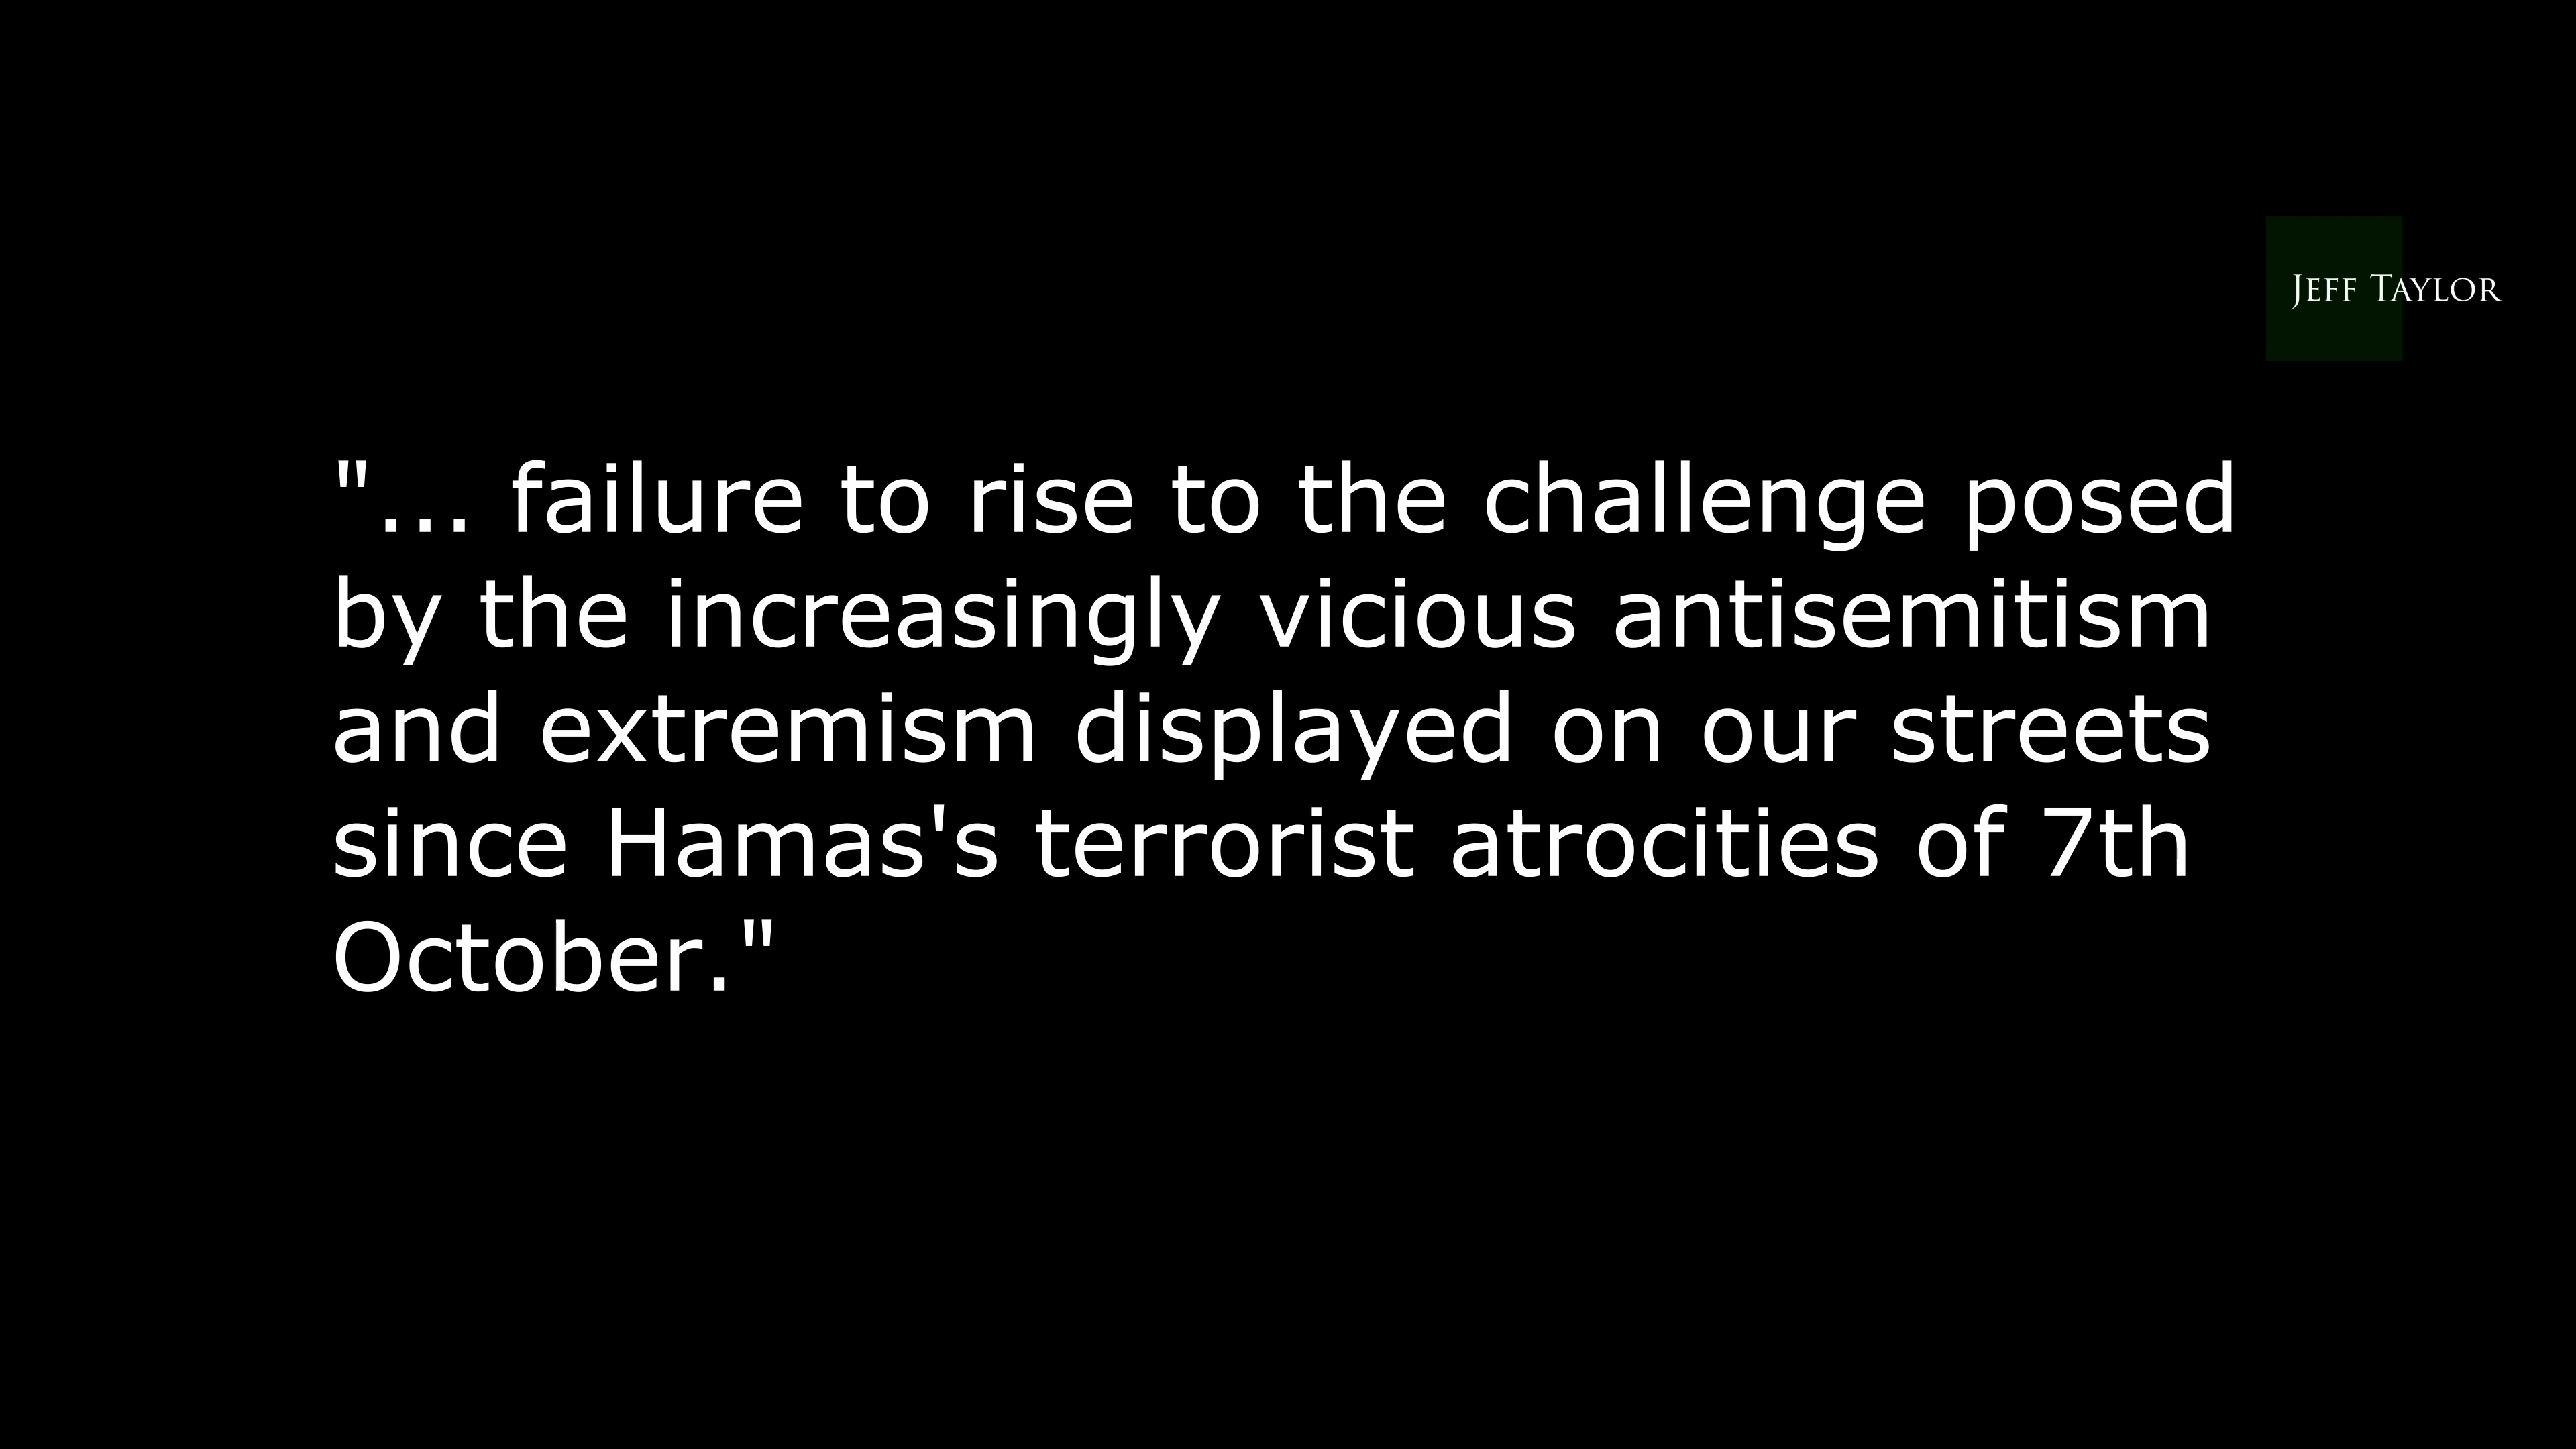 JEFF TAYLOR
"... failure to rise to the challenge posed
by the increasingly vicious antisemitism
and extremism displayed on our streets
since Hamas's terrorist atrocities of 7th
October."